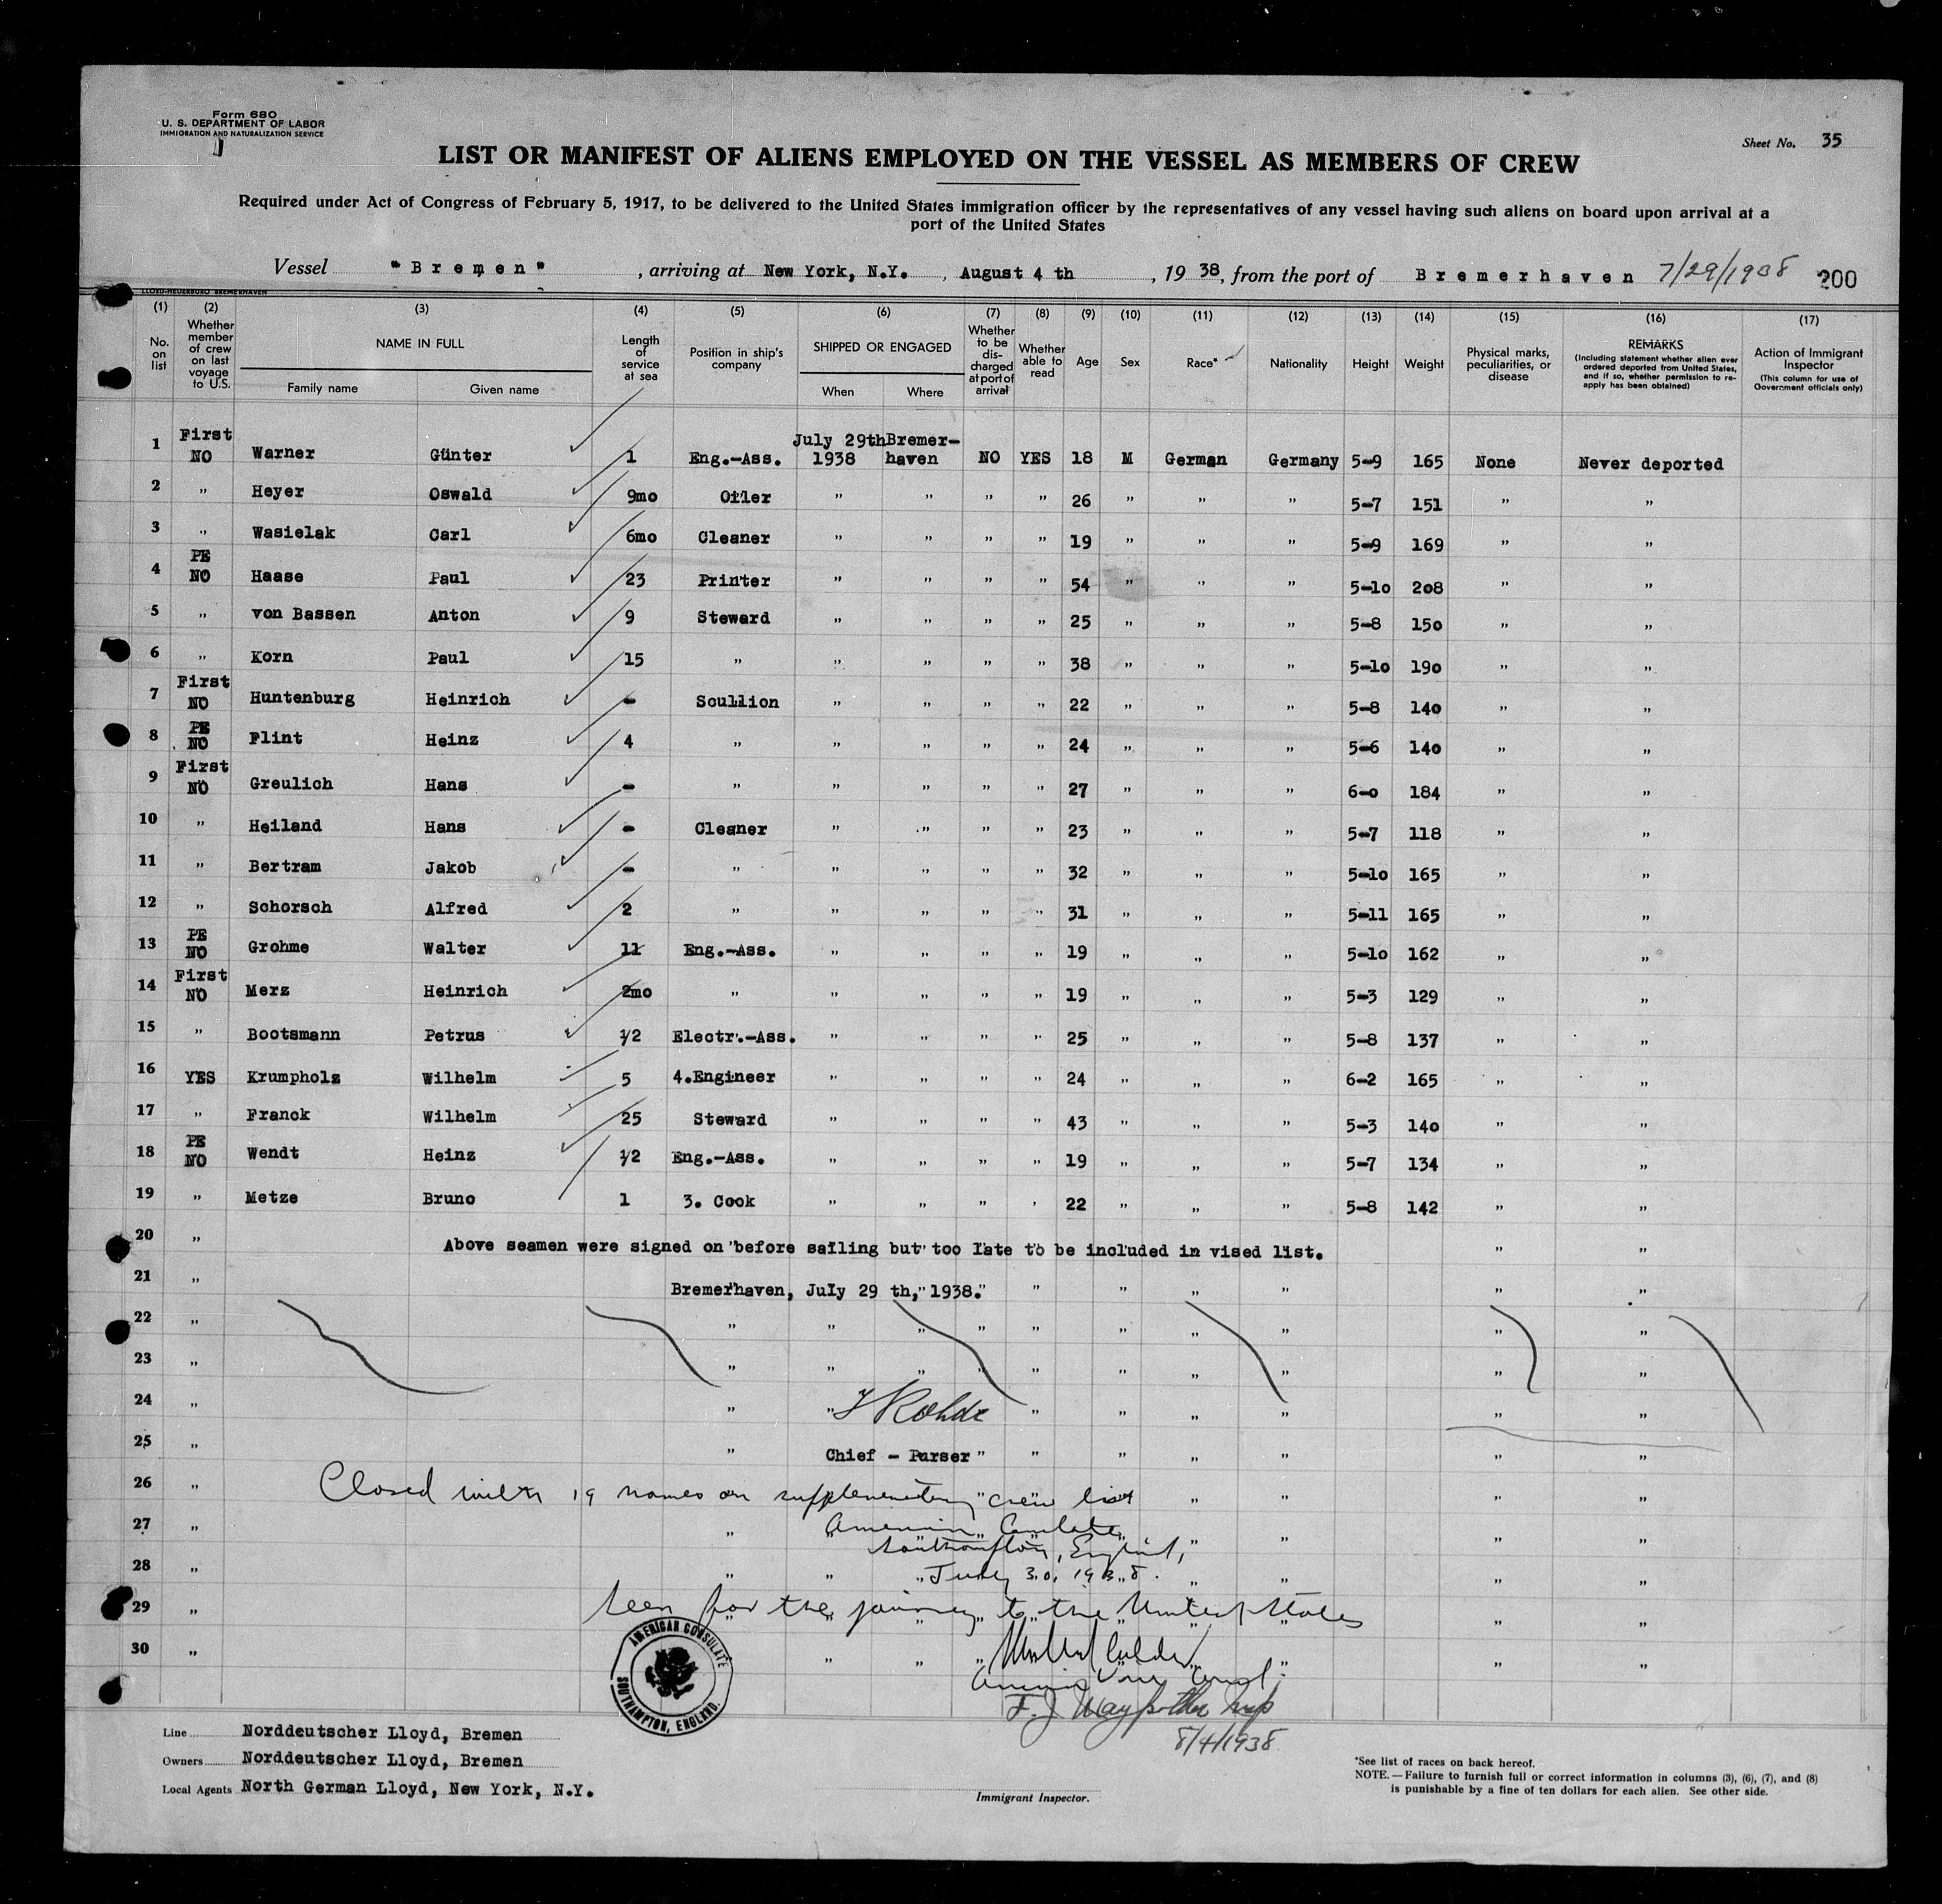 Form 680
U. S. DEPARTMENT OF LABOR
IMMIGRATION AND NATURALIZATION SERVICE
Sheet No. 35
LIST OR MANIFEST OF ALIENS EMPLOYED ON THE VESSEL AS MEMBERS OF CREW
Required under Act of Congress of February 5, 1917, to be delivered to the United States immigration officer by the representatives of any vessel having such aliens on board upon arrival at a
port of the United States
Vessel "Bremen", arriving at New York, N.Y., August 4 th, 1938, from the port of Bremerhaven 7/29/1938 200
LLOYD-HEUERBURO BREMERHAVEN
(1) (2) (3) (4) (5) (6) (7) (8) (9) (10) (11) (12) (13) (14) (15) (16) (17)
No. on list
Whether member of crew on last voyage to U.S.
NAME IN FULL
Family name Given name
Length of service at sea
Position in ship's company
SHIPPED OR ENGAGED
When Where
Whether to be discharged at port of arrival
Whether able to read
Age
Sex
Race*
Nationality
Height
Weight
Physical marks, peculiarities, or disease
REMARKS
(Including statement whether alien ever ordered deported from United States, and if so, whether permission to reapply has been obtained)
Action of Immigrant Inspector
(This column for use of Government officials only)
1 First NO Warner Günter 1 Eng.-Ass. July 29th 1938 Bremer-haven NO YES 18 M German Germany 5-9 165 None Never deported
2 " Heyer Oswald 9mo Oiler " " " " 26 " " " 5-7 151 " "
3 " Wasielak Carl 6mo Cleaner " " " " 19 " " " 5-9 169 " "
4 PE NO Haase Paul 23 Printer " " " " 54 " " " 5-10 208 " "
5 " von Bassen Anton 9 Steward " " " " 25 " " " 5-8 150 " "
6 " Korn Paul 15 " " " " " 38 " " " 5-10 190 " "
7 First NO Huntenburg Heinrich - Scullion " " " " 22 " " " 5-8 140 " "
8 PE NO Flint Heinz 4 " " " " " 24 " " " 5-6 140 " "
9 First NO Greulich Hans - " " " " " 27 " " " 6-0 184 " "
10 " Heiland Hans - Cleaner " " " " 23 " " " 5-7 118 " "
11 " Bertram Jakob - " " " " " 32 " " " 5-10 165 " "
12 " Schorsch Alfred 2 " " " " " 31 " " " 5-11 165 " "
13 PE NO Grohme Walter 11 Eng.-Ass. " " " " 19 " " " 5-10 162 " "
14 First NO Merz Heinrich 2mo " " " " " 19 " " " 5-3 129 " "
15 " Bootsmann Petrus 1/2 Electr.-Ass. " " " " 25 " " " 5-8 137 " "
16 YES Krumpholz Wilhelm 5 4.Engineer " " " " 24 " " " 6-2 165 " "
17 " Franck Wilhelm 25 Steward " " " " 43 " " " 5-3 140 " "
18 PE NO Wendt Heinz 1/2 Eng.-Ass. " " " " 19 " " " 5-7 134 " "
19 " Metze Bruno 1 3. Cook " " " " 22 " " " 5-8 142 " "
20 " Above seamen were signed on before sailing but too late to be included in vised list. " "
21 " Bremerhaven, July 29 th, 1938. " " " " " "
22 " " " " " " " " " " "
23 " " " " " " " " " " "
24 " " " Rohde " " " " " "
25 " " Chief - Purser " " " " " " "
26 " Closed with 19 names on supplementary crew list " " " "
27 " " American Consulate " " " "
Southampton, England,
28 " " " July 30, 1938. " " " "
29 " Seen for the journey to the United States " "
30 " " " " " " "
American Vice Consul.
AMERICAN CONSULATE
SOUTHAMPTON, ENGLAND.
F. J. Insp
8/4/1938
Line Norddeutscher Lloyd, Bremen
Owners Norddeutscher Lloyd, Bremen
Local Agents North German Lloyd, New York, N.Y.
Immigrant Inspector.
*See list of races on back hereof.
NOTE.—Failure to furnish full or correct information in columns (3), (6), (7), and (8)
is punishable by a fine of ten dollars for each alien. See other side.